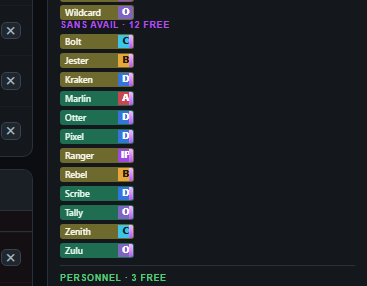 Wildcard O
SANS AVAIL · 12 FREE
Bolt C
Jester B
Kraken D
Marlin A
Otter D
Pixel D
Ranger IP
Rebel B
Scribe D
Tally O
Zenith C
Zulu O
PERSONNEL · 3 FREE